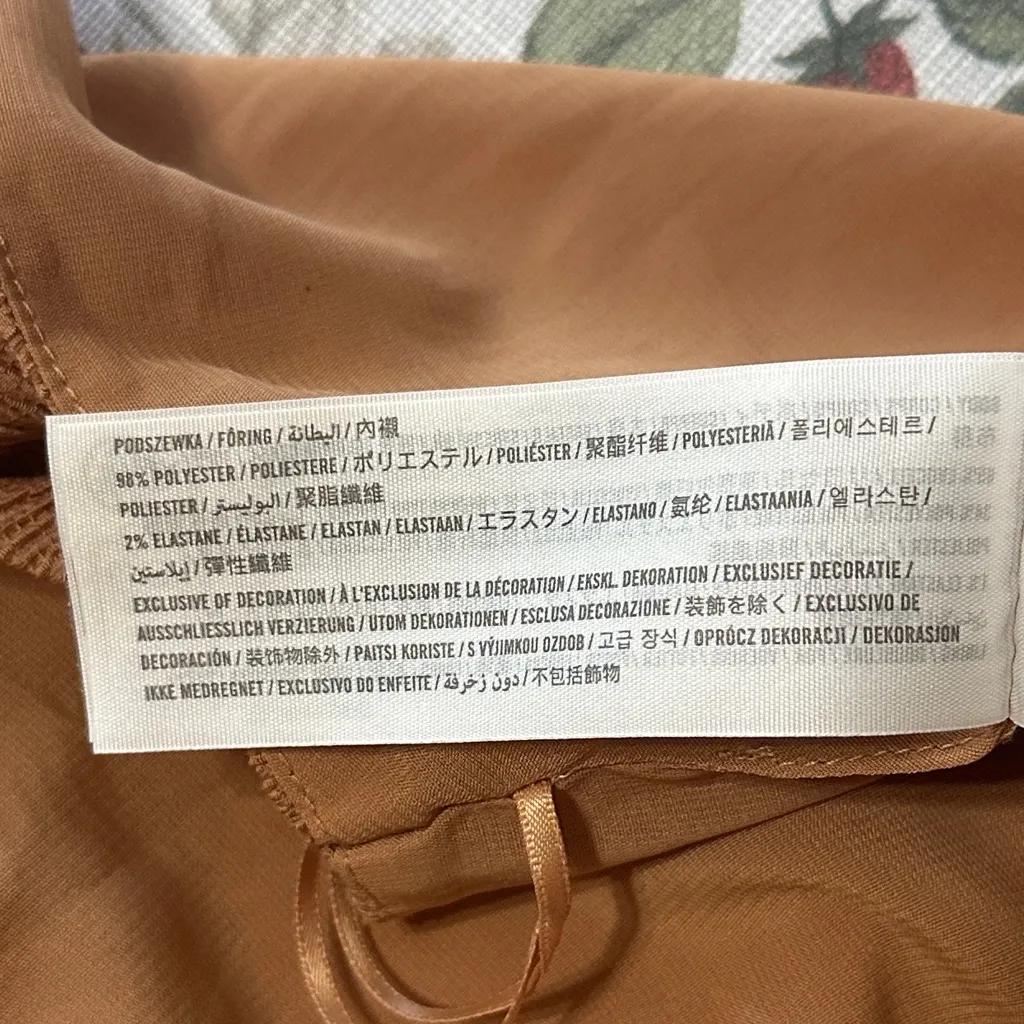 PODSZEWKA / FÔRING / البطانة / 內襯
98% POLYESTER / POLIESTERE / ポリエステル / POLIÉSTER / 聚酯纤维 / POLYESTERIÄ / 폴리에스테르 /
POLIESTER / البوليستر / 聚脂纖維
2% ELASTANE / ÉLASTANE / ELASTAN / ELASTAAN / エラスタン / ELASTANO / 氨纶 / ELASTAANIA / 엘라스탄 /
إيلاستين / 彈性纖維
EXCLUSIVE OF DECORATION / À L'EXCLUSION DE LA DÉCORATION / EKSKL. DEKORATION / EXCLUSIEF DECORATIE /
AUSSCHLIESSLICH VERZIERUNG / UTOM DEKORATIONEN / ESCLUSA DECORAZIONE / 装飾を除く / EXCLUSIVO DE
DECORACIÓN / 装饰物除外 / PAITSI KORISTE / S VÝJIMKOU OZDOB / 고급 장식 / OPRÓCZ DEKORACJI / DEKORASJON
IKKE MEDREGNET / EXCLUSIVO DO ENFEITE / دون زخرفة / 不包括飾物